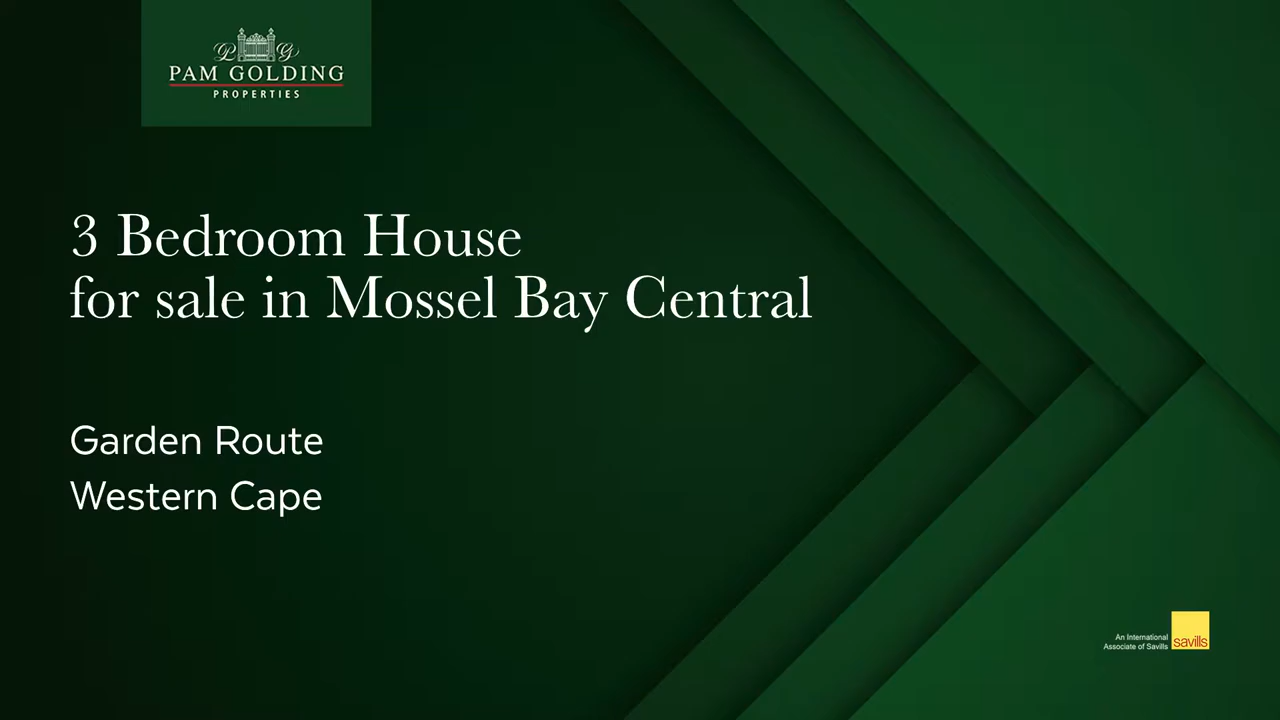 PAM GOLDING
PROPERTIES
3 Bedroom House
for sale in Mossel Bay Central
Garden Route
Western Cape
An International
Associate of Savills
savills